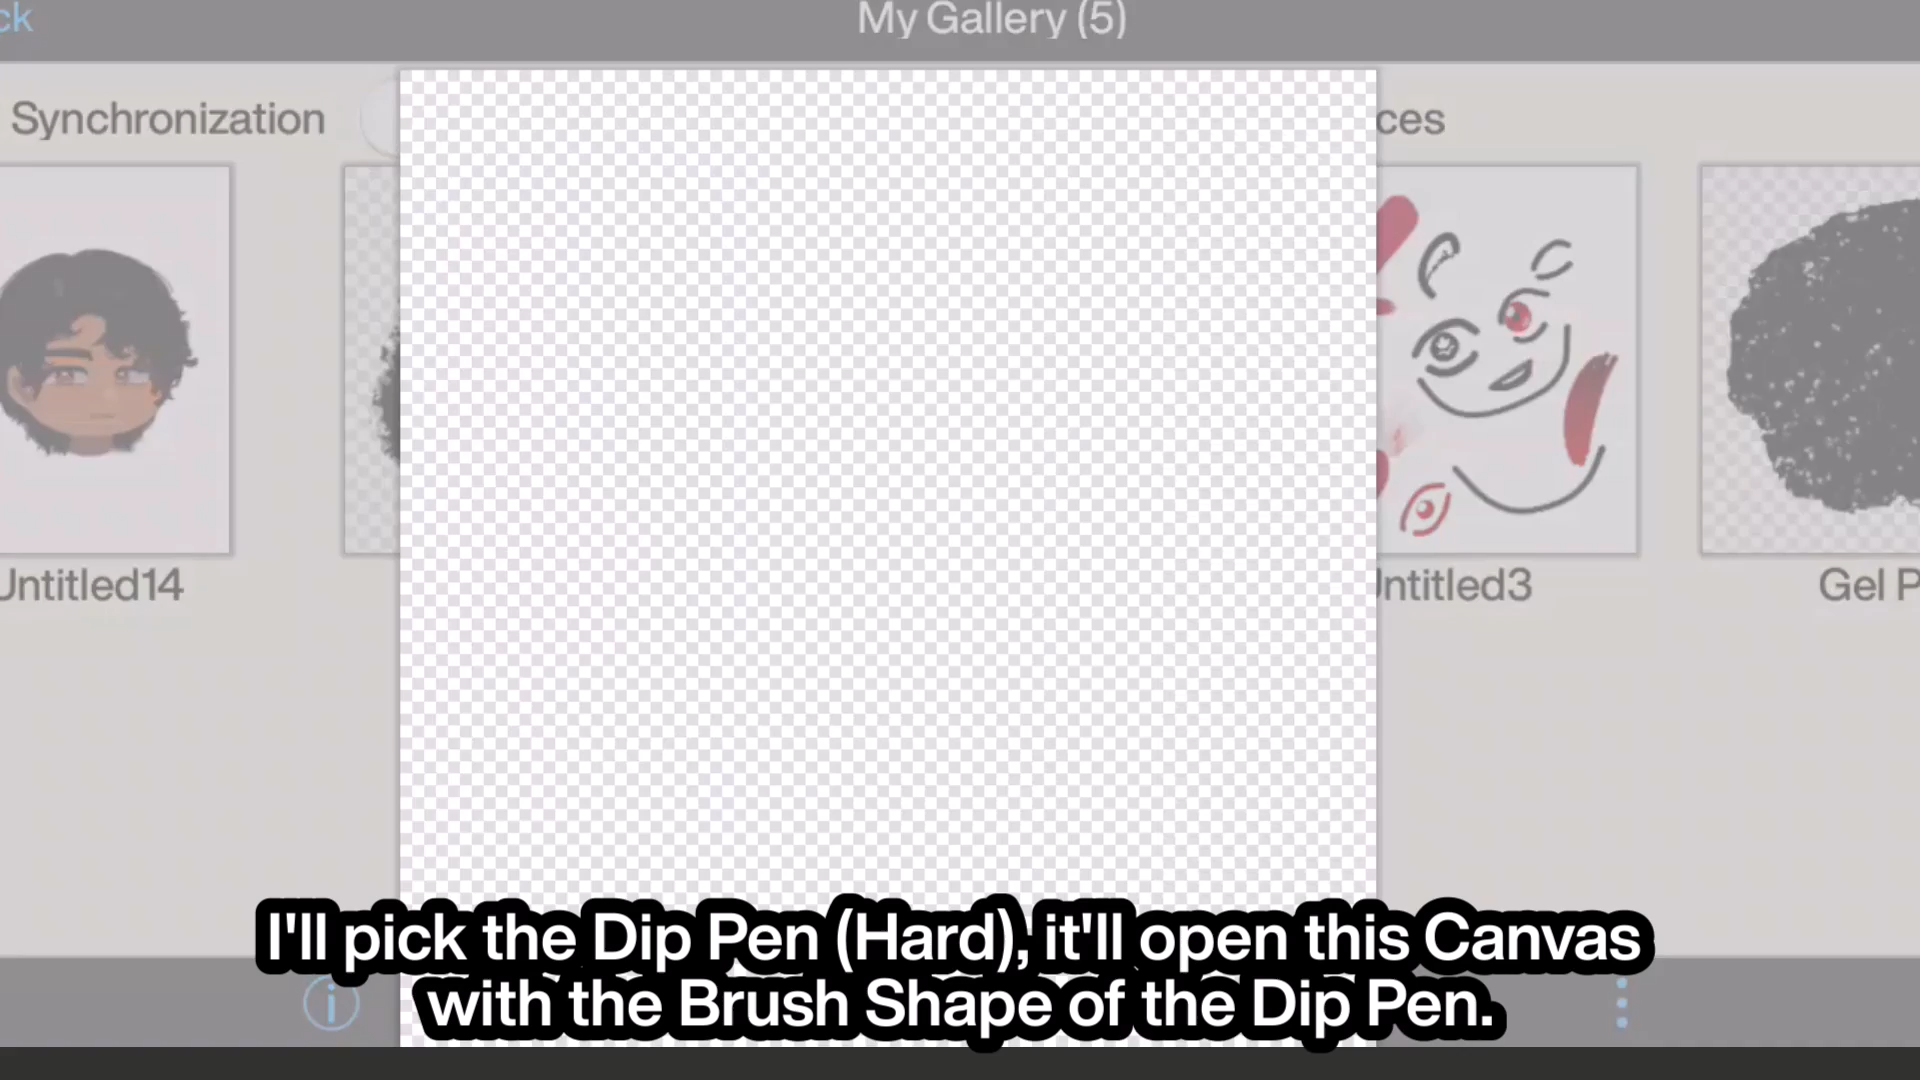 ck
My Gallery (5)
Synchronization
ces
Untitled14
ntitled3
Gel P
I'll pick the Dip Pen (Hard), it'll open this Canvas
with the Brush Shape of the Dip Pen.